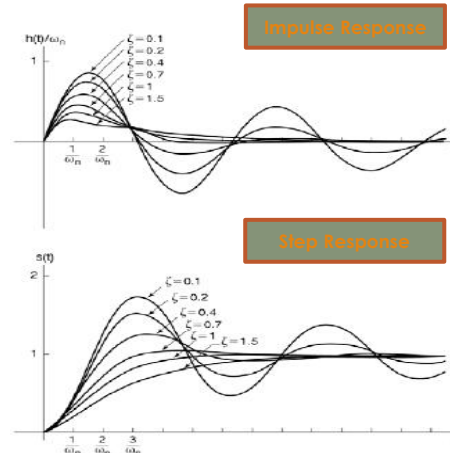 Impulse Response
h(t)/ωn
ζ=0.1
ζ=0.2
ζ=0.4
ζ=0.7
ζ=1
ζ=1.5
1
1/ωn 2/ωn
Step Response
s(t)
2
ζ=0.1
ζ=0.2
ζ=0.4
ζ=0.7
ζ=1
ζ=1.5
1
1/ωn 2/ωn 3/ωn